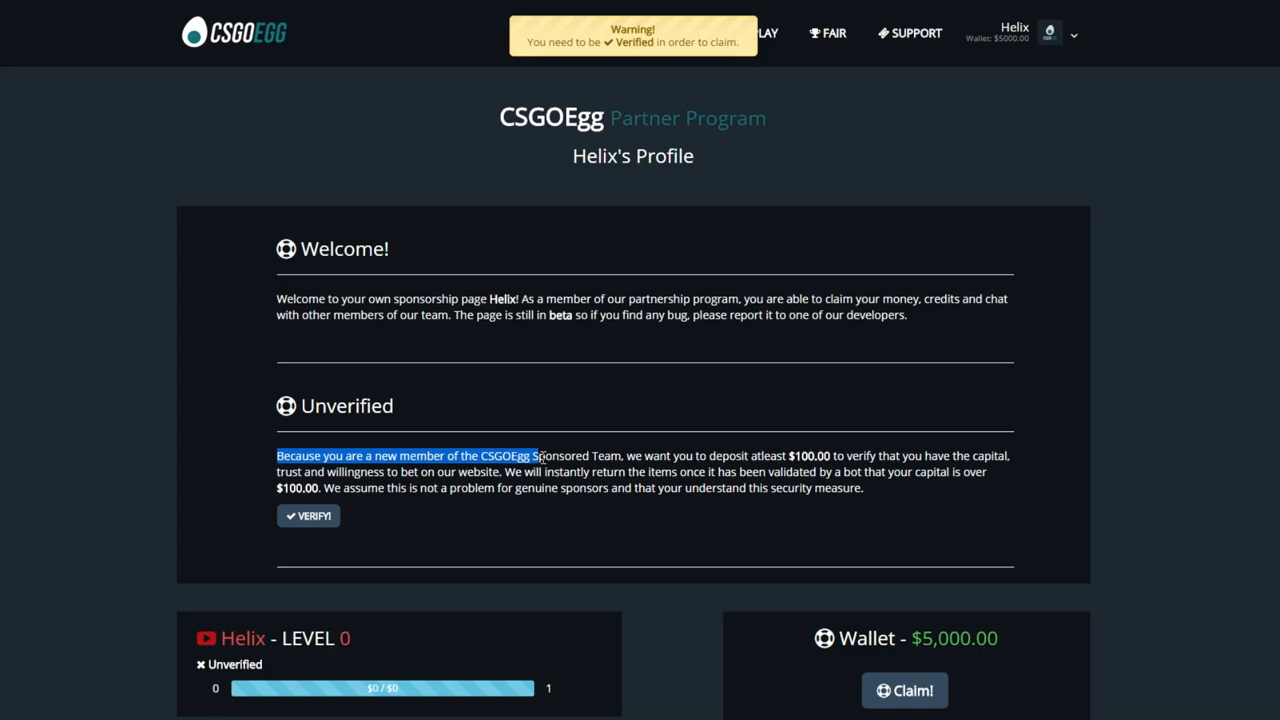 CSGOEGG
Warning!
You need to be Verified in order to claim.
PLAY
FAIR
SUPPORT
Helix
Wallet: $5000.00
CSGOEgg Partner Program
Helix's Profile
Welcome!
Welcome to your own sponsorship page Helix! As a member of our partnership program, you are able to claim your money, credits and chat
with other members of our team. The page is still in beta so if you find any bug, please report it to one of our developers.
Unverified
Because you are a new member of the CSGOEgg Sponsored Team, we want you to deposit atleast $100.00 to verify that you have the capital,
trust and willingness to bet on our website. We will instantly return the items once it has been validated by a bot that your capital is over
$100.00. We assume this is not a problem for genuine sponsors and that your understand this security measure.
VERIFY!
Helix - LEVEL 0
Unverified
0 $0 / $0 1
Wallet - $5,000.00
Claim!